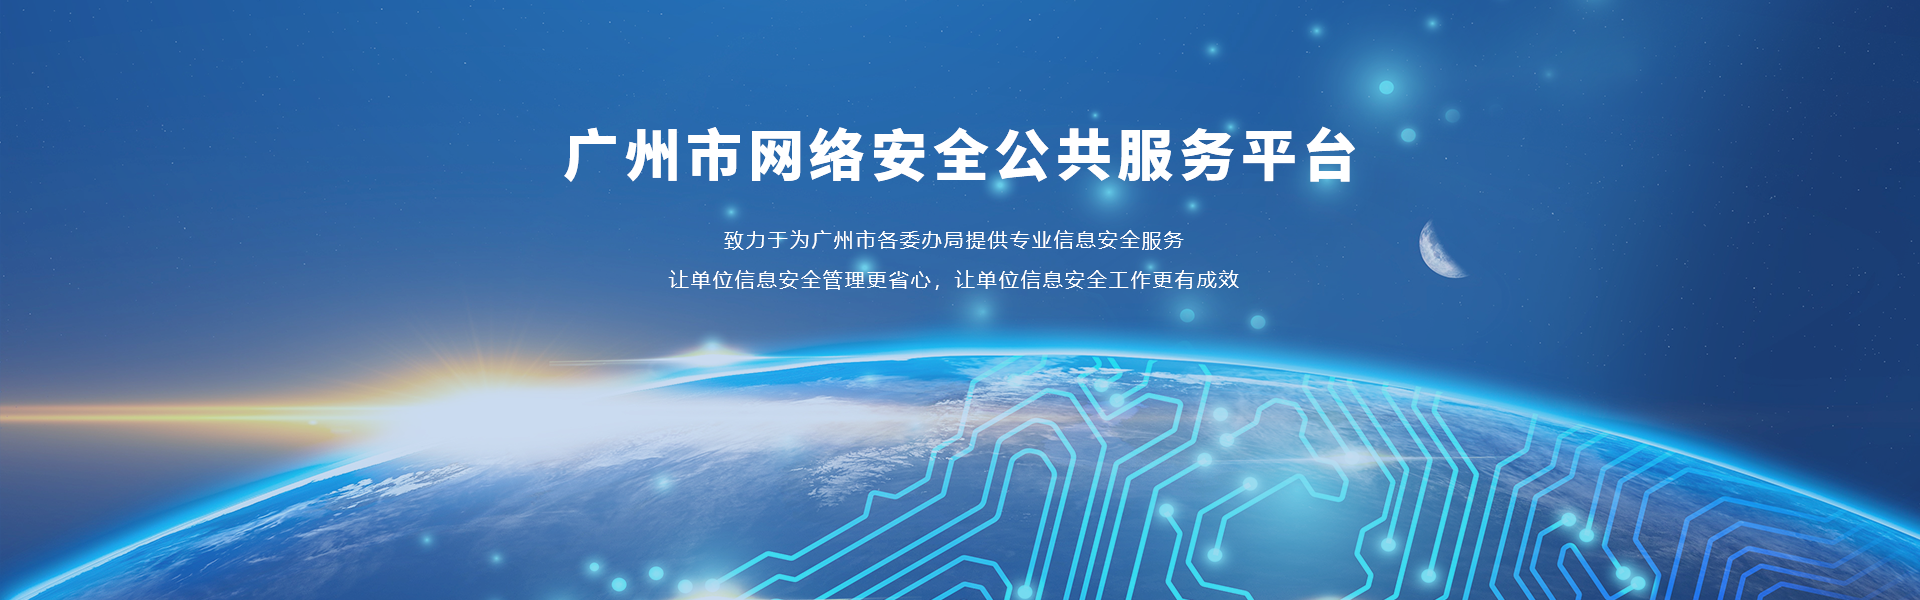 广州市网络安全公共服务平台
致力于为广州市各委办局提供专业信息安全服务
让单位信息安全管理更省心，让单位信息安全工作更有成效